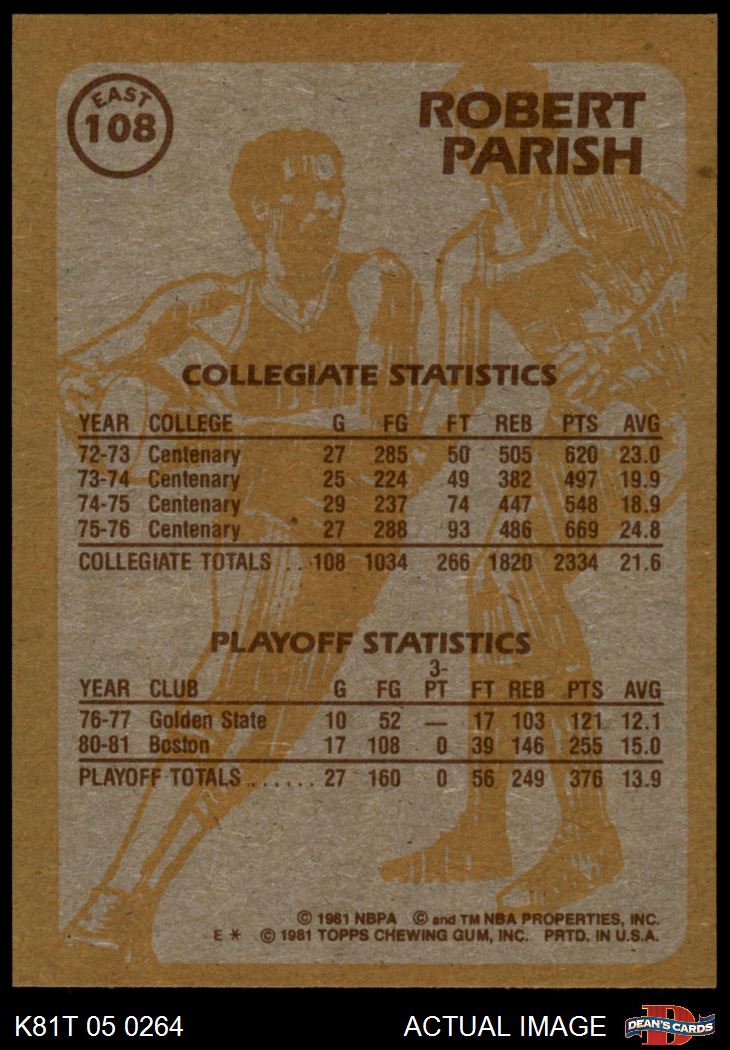 EAST
108
ROBERT
PARISH
COLLEGIATE STATISTICS
YEAR COLLEGE G FG FT REB PTS AVG
72-73 Centenary 27 285 50 505 620 23.0
73-74 Centenary 25 224 49 382 497 19.9
74-75 Centenary 29 237 74 447 548 18.9
75-76 Centenary 27 288 93 486 669 24.8
COLLEGIATE TOTALS .. 108 1034 266 1820 2334 21.6
PLAYOFF STATISTICS
3-
YEAR CLUB G FG PT FT REB PTS AVG
76-77 Golden State 10 52 — 17 103 121 12.1
80-81 Boston 17 108 0 39 146 255 15.0
PLAYOFF TOTALS ...... 27 160 0 56 249 376 13.9
© 1981 NBPA © and TM NBA PROPERTIES, INC.
E * © 1981 TOPPS CHEWING GUM, INC. PRTD. IN U.S.A.
K81T 05 0264 ACTUAL IMAGE D DEAN'S CARDS